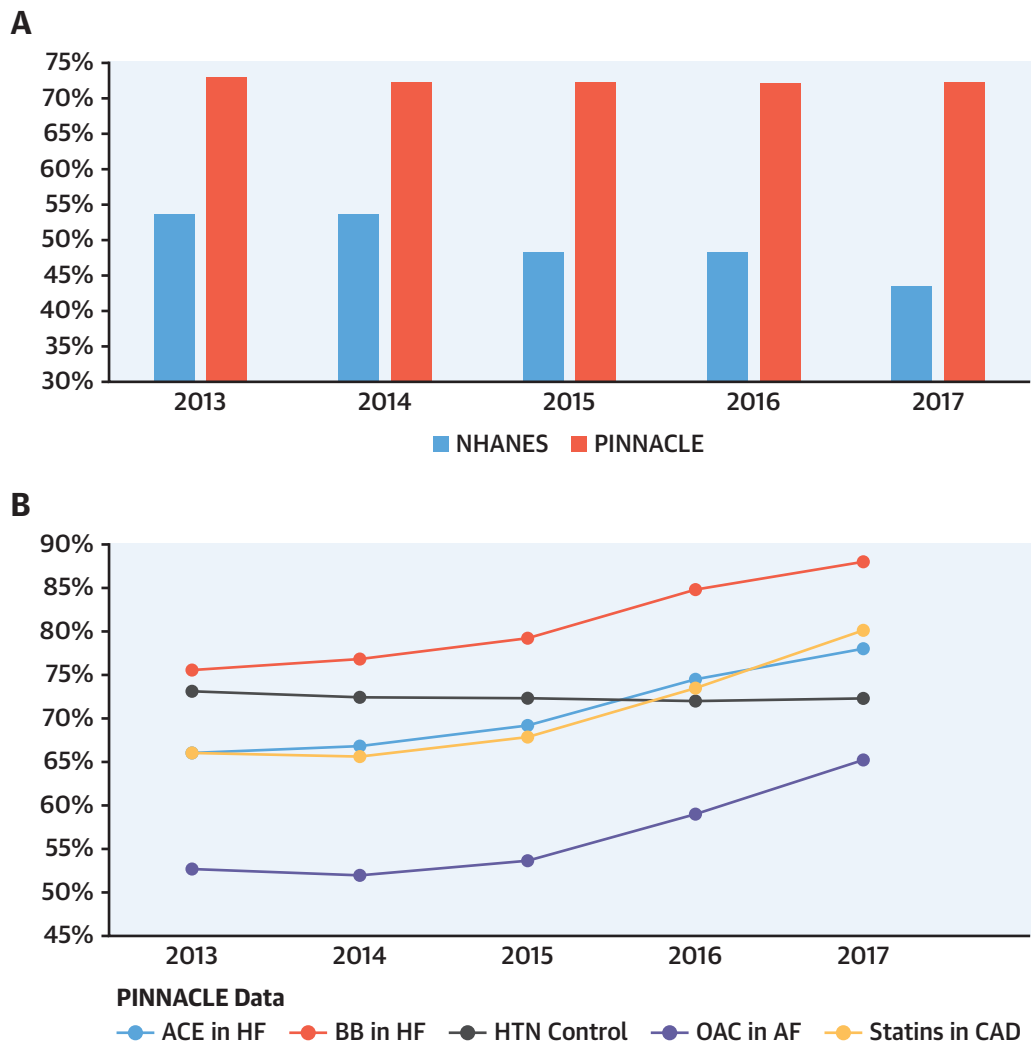 A
75%
70%
65%
60%
55%
50%
45%
40%
35%
30%
2013 2014 2015 2016 2017
NHANES PINNACLE
B
90%
85%
80%
75%
70%
65%
60%
55%
50%
45%
2013 2014 2015 2016 2017
PINNACLE Data
ACE in HF BB in HF HTN Control OAC in AF Statins in CAD